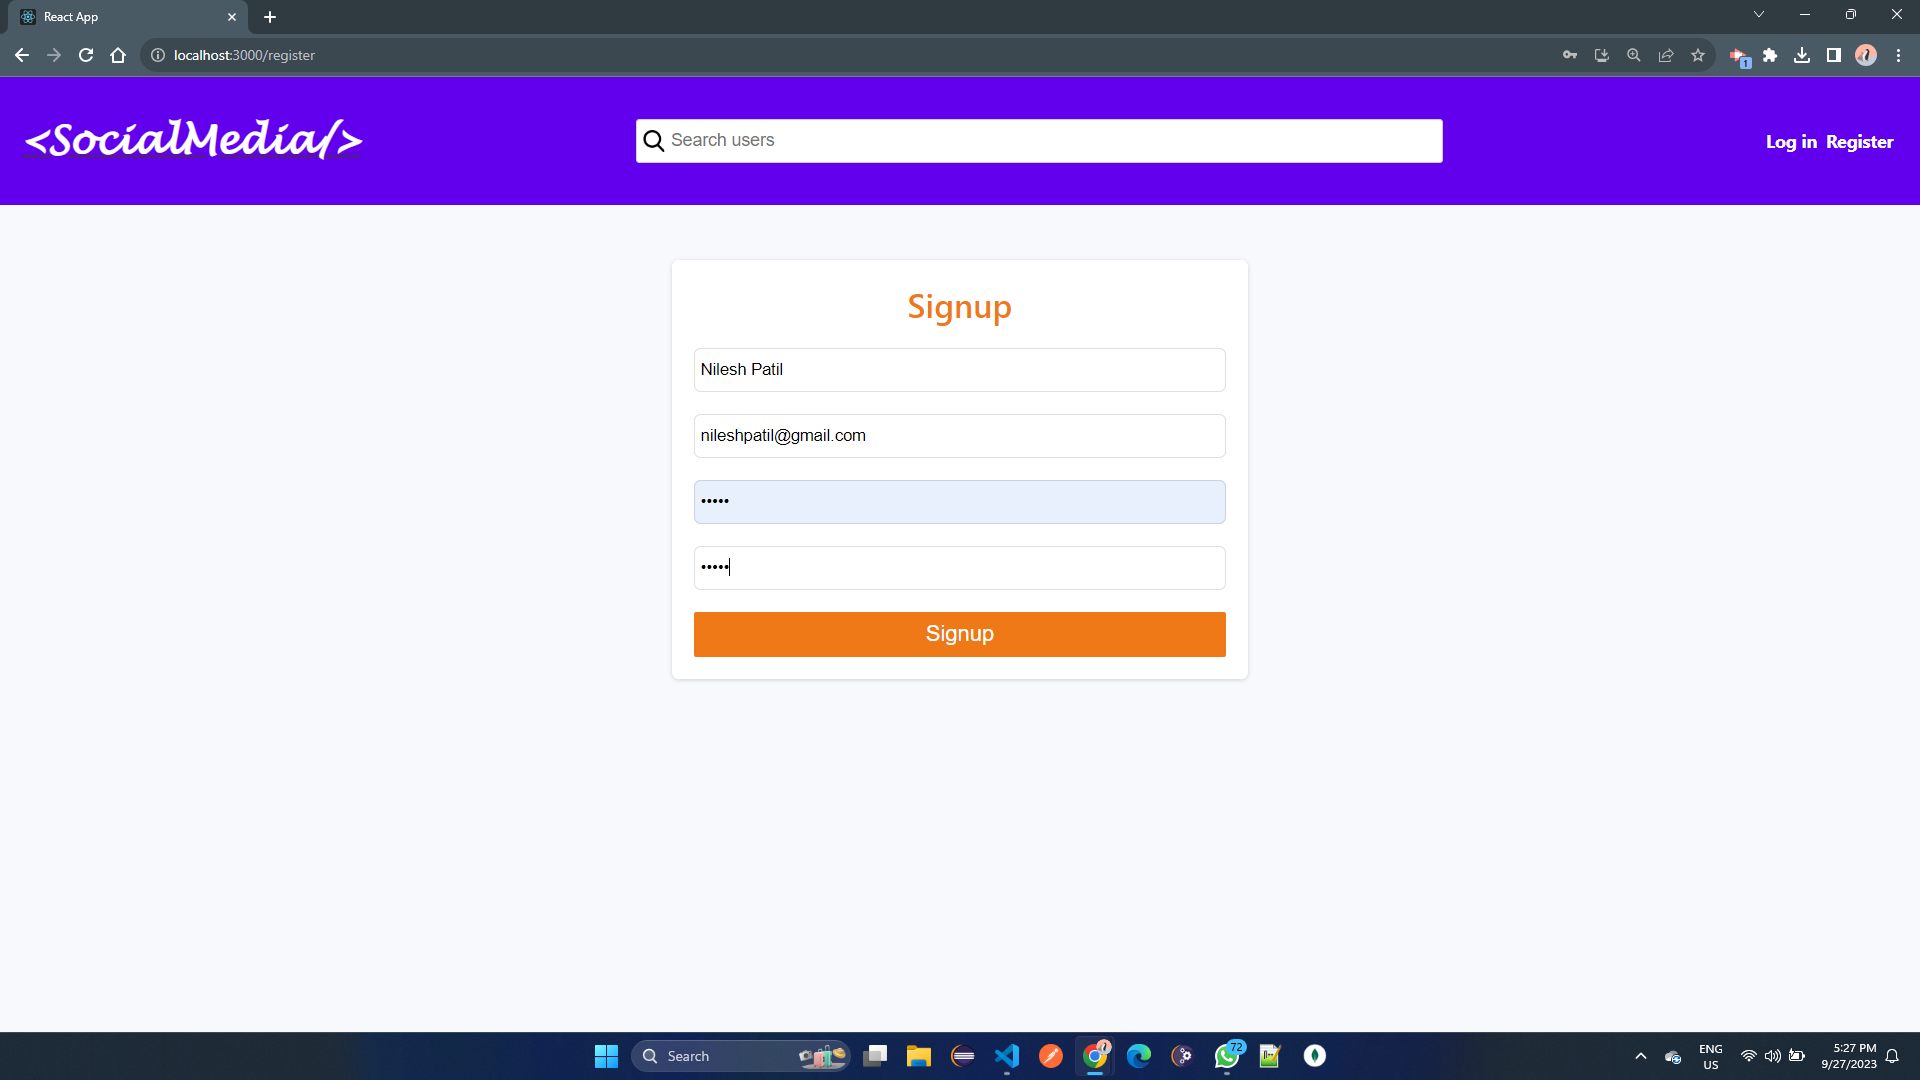 React App
localhost:3000/register
1
<SocialMedia/>
Search users
Log in Register
Signup
Nilesh Patil
nileshpatil@gmail.com
•••••
•••••
Signup
Search
72
ENG
US
5:27 PM
9/27/2023